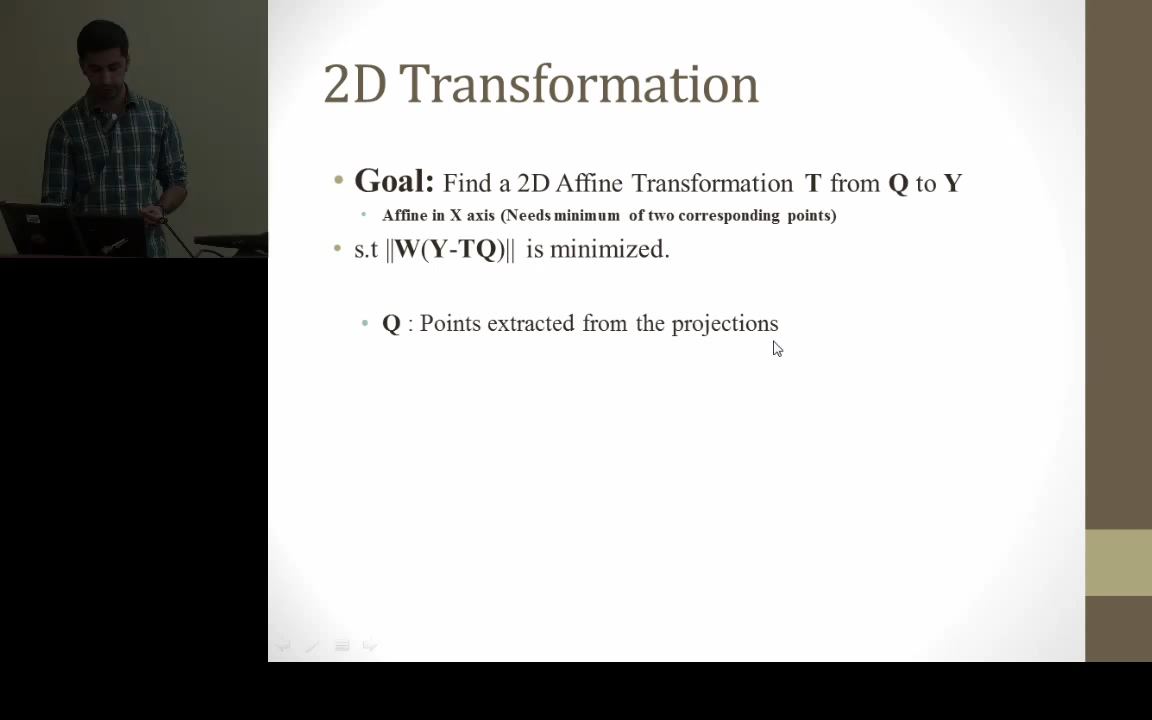 2D Transformation
• Goal: Find a 2D Affine Transformation T from Q to Y
• Affine in X axis (Needs minimum of two corresponding points)
• s.t ||W(Y-TQ)|| is minimized.
• Q : Points extracted from the projections